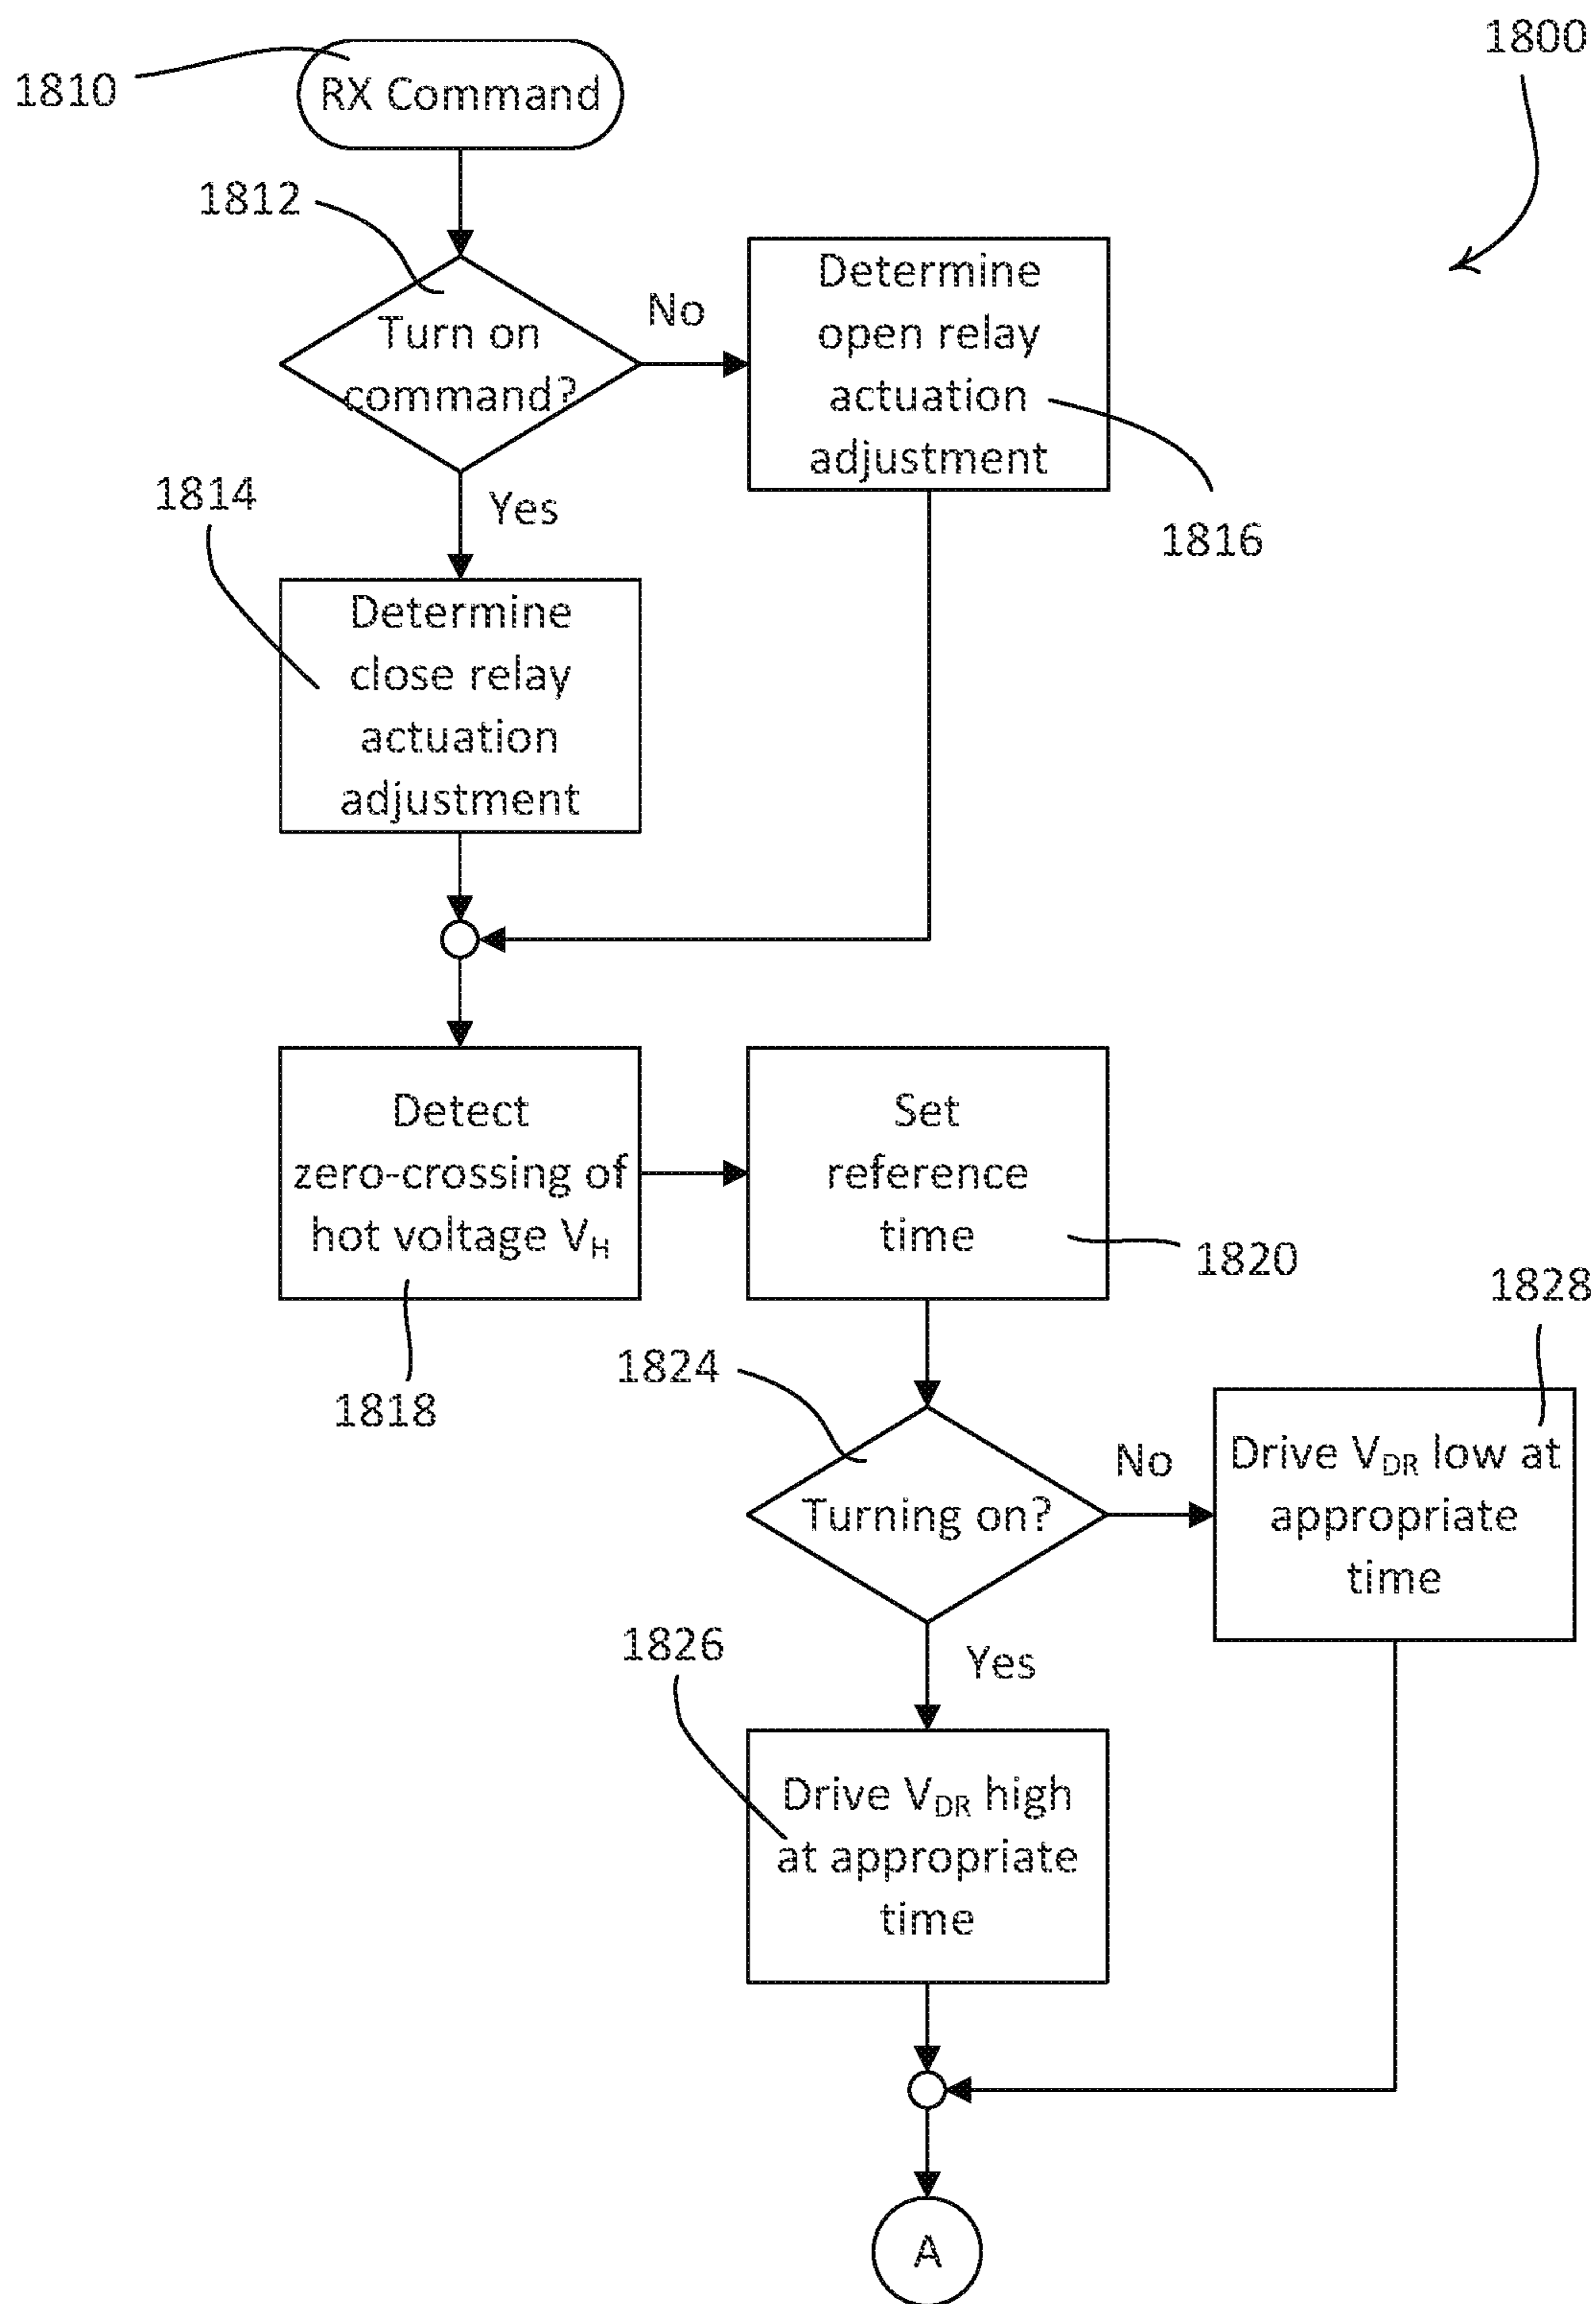 1800
1810
RX Command
1812
Turn on
command?
No
Determine
open relay
actuation
adjustment
1816
Yes
1814
Determine
close relay
actuation
adjustment
Detect
zero-crossing of
hot voltage VH
1818
Set
reference
time
1820
1824
Turning on?
No
1828
Drive VDR low at
appropriate
time
Yes
1826
Drive VDR high
at appropriate
time
A